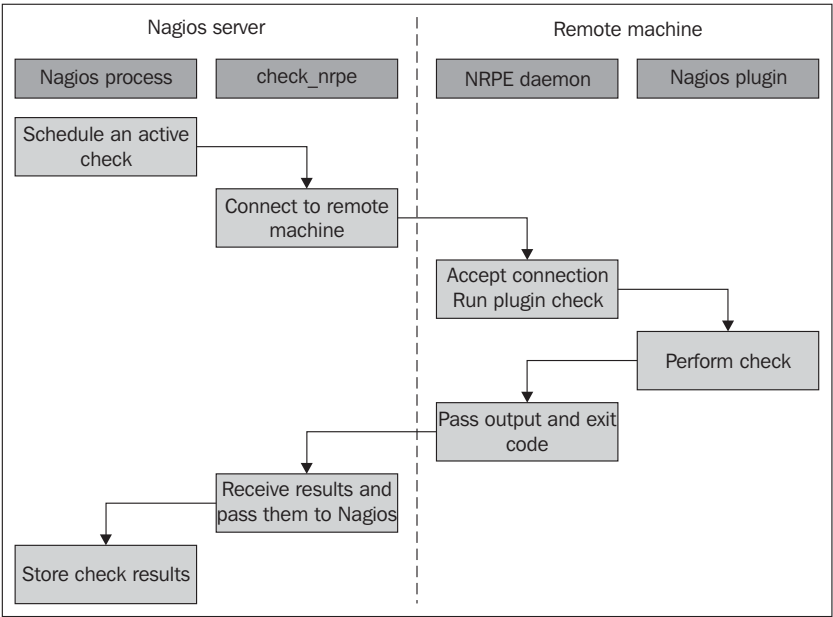 Nagios server
Remote machine
Nagios process
check_nrpe
NRPE daemon
Nagios plugin
Schedule an active
check
Connect to remote
machine
Accept connection
Run plugin check
Perform check
Pass output and exit
code
Receive results and
pass them to Nagios
Store check results